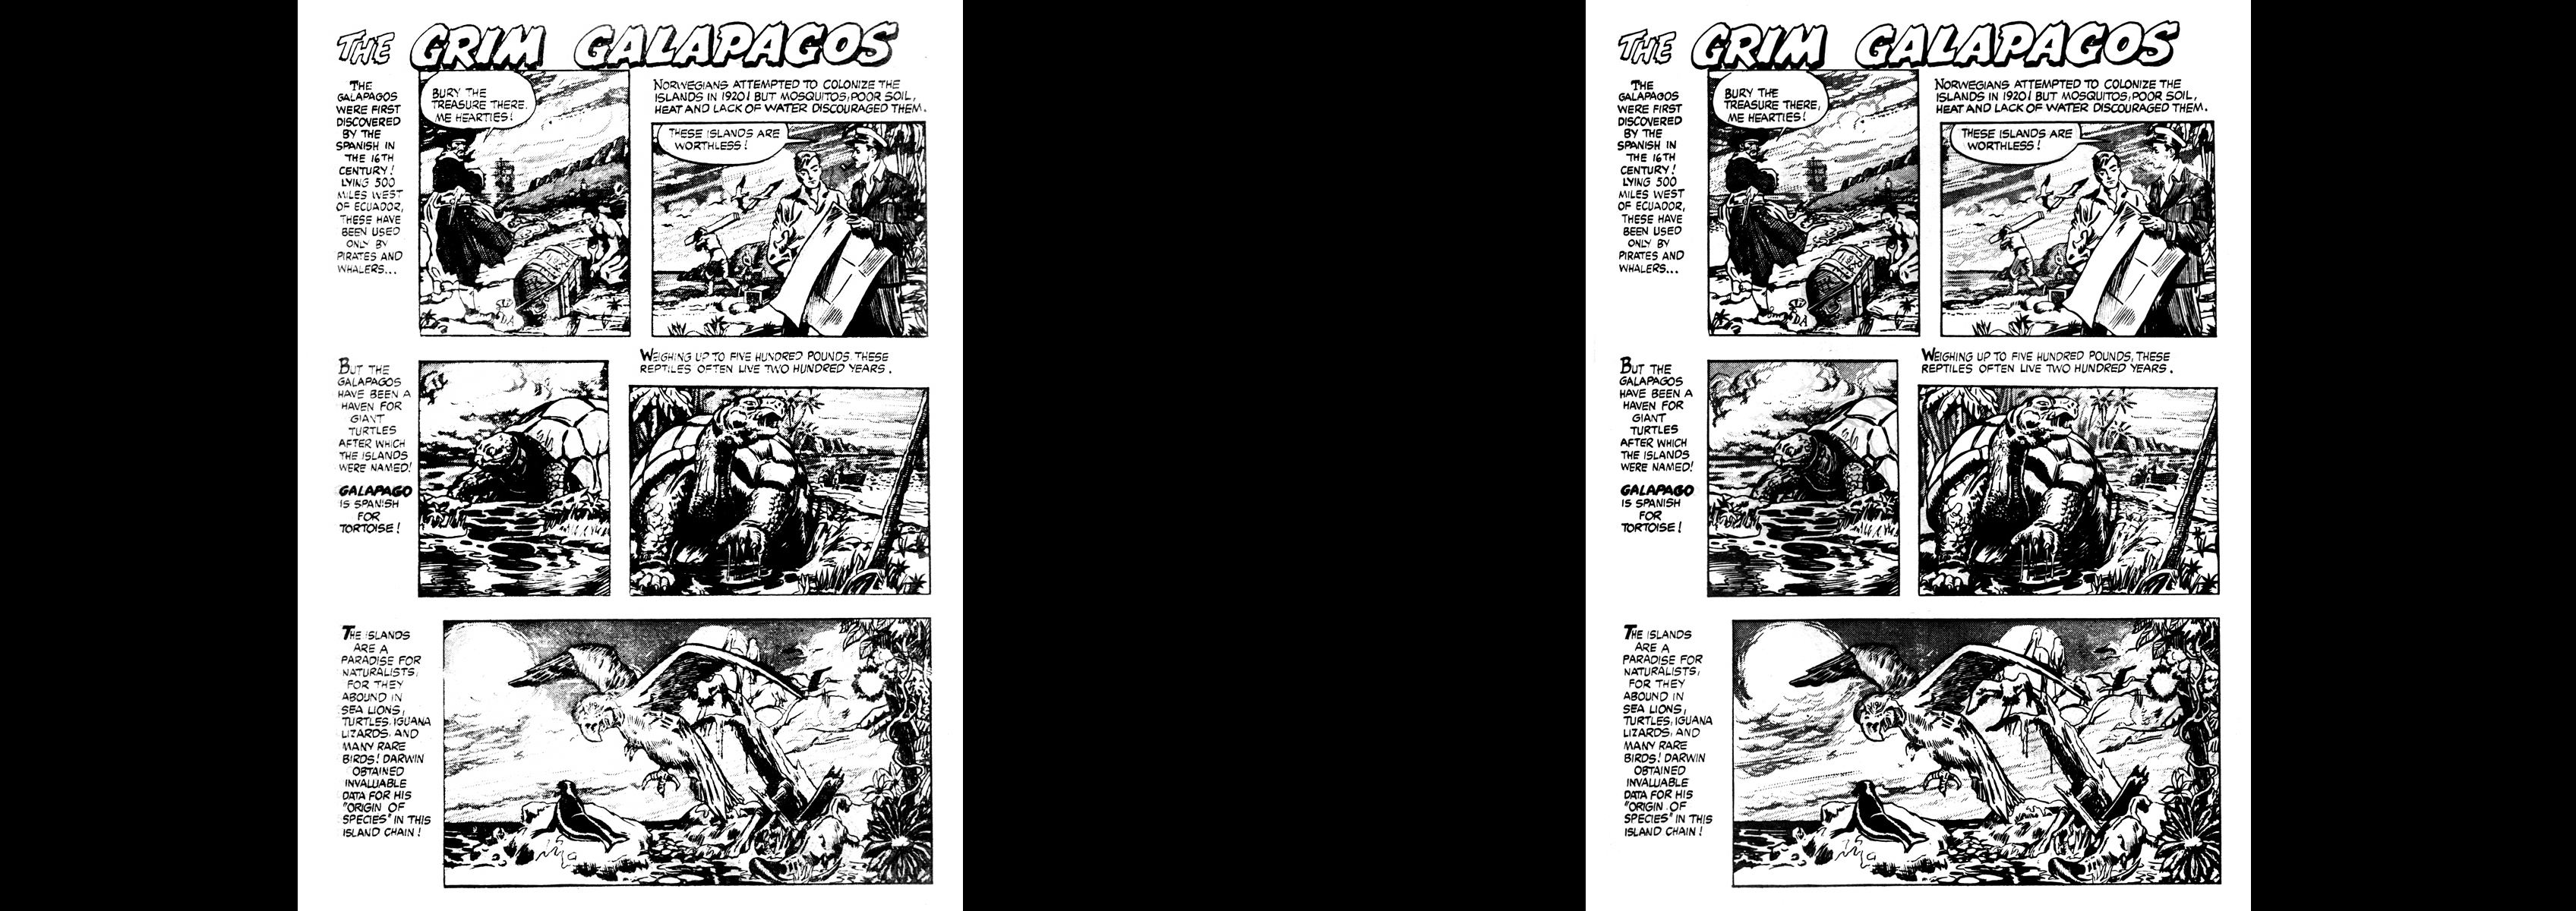 THE GRIM GALAPAGOS
THE
GALAPAGOS
WERE FIRST
DISCOVERED
BY THE
SPANISH IN
THE 16TH
CENTURY!
LYING 500
MILES WEST
OF ECUADOR,
THESE HAVE
BEEN USED
ONLY BY
PIRATES AND
WHALERS...
BURY THE
TREASURE THERE,
ME HEARTIES!
NORWEGIANS ATTEMPTED TO COLONIZE THE
ISLANDS IN 1920! BUT MOSQUITOS, POOR SOIL,
HEAT AND LACK OF WATER DISCOURAGED THEM.
THESE ISLANDS ARE
WORTHLESS!
BUT THE
GALAPAGOS
HAVE BEEN A
HAVEN FOR
GIANT
TURTLES
AFTER WHICH
THE ISLANDS
WERE NAMED!
GALAPAGO
IS SPANISH
FOR
TORTOISE!
WEIGHING UP TO FIVE HUNDRED POUNDS, THESE
REPTILES OFTEN LIVE TWO HUNDRED YEARS.
THE ISLANDS
ARE A
PARADISE FOR
NATURALISTS,
FOR THEY
ABOUND IN
SEA LIONS,
TURTLES, IGUANA
LIZARDS, AND
MANY RARE
BIRDS! DARWIN
OBTAINED
INVALUABLE
DATA FOR HIS
"ORIGIN OF
SPECIES" IN THIS
ISLAND CHAIN!
THE GRIM GALAPAGOS
THE
GALAPAGOS
WERE FIRST
DISCOVERED
BY THE
SPANISH IN
THE 16TH
CENTURY!
LYING 500
MILES WEST
OF ECUADOR,
THESE HAVE
BEEN USED
ONLY BY
PIRATES AND
WHALERS...
BURY THE
TREASURE THERE,
ME HEARTIES!
NORWEGIANS ATTEMPTED TO COLONIZE THE
ISLANDS IN 1920! BUT MOSQUITOS, POOR SOIL,
HEAT AND LACK OF WATER DISCOURAGED THEM.
THESE ISLANDS ARE
WORTHLESS!
BUT THE
GALAPAGOS
HAVE BEEN A
HAVEN FOR
GIANT
TURTLES
AFTER WHICH
THE ISLANDS
WERE NAMED!
GALAPAGO
IS SPANISH
FOR
TORTOISE!
WEIGHING UP TO FIVE HUNDRED POUNDS, THESE
REPTILES OFTEN LIVE TWO HUNDRED YEARS.
THE ISLANDS
ARE A
PARADISE FOR
NATURALISTS,
FOR THEY
ABOUND IN
SEA LIONS,
TURTLES, IGUANA
LIZARDS, AND
MANY RARE
BIRDS! DARWIN
OBTAINED
INVALUABLE
DATA FOR HIS
"ORIGIN OF
SPECIES" IN THIS
ISLAND CHAIN!